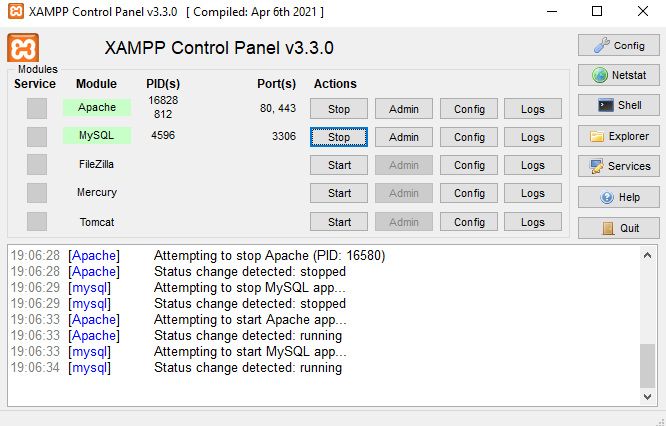 XAMPP Control Panel v3.3.0 [ Compiled: Apr 6th 2021 ]
XAMPP Control Panel v3.3.0
Config
Modules
Service Module PID(s) Port(s) Actions
Netstat
Apache 16828 812 80, 443 Stop Admin Config Logs
Shell
MySQL 4596 3306 Stop Admin Config Logs
Explorer
FileZilla Start Admin Config Logs
Services
Mercury Start Admin Config Logs
Help
Tomcat Start Admin Config Logs
Quit
19:06:28 [Apache] Attempting to stop Apache (PID: 16580)
19:06:28 [Apache] Status change detected: stopped
19:06:29 [mysql] Attempting to stop MySQL app...
19:06:29 [mysql] Status change detected: stopped
19:06:33 [Apache] Attempting to start Apache app...
19:06:33 [Apache] Status change detected: running
19:06:33 [mysql] Attempting to start MySQL app...
19:06:34 [mysql] Status change detected: running